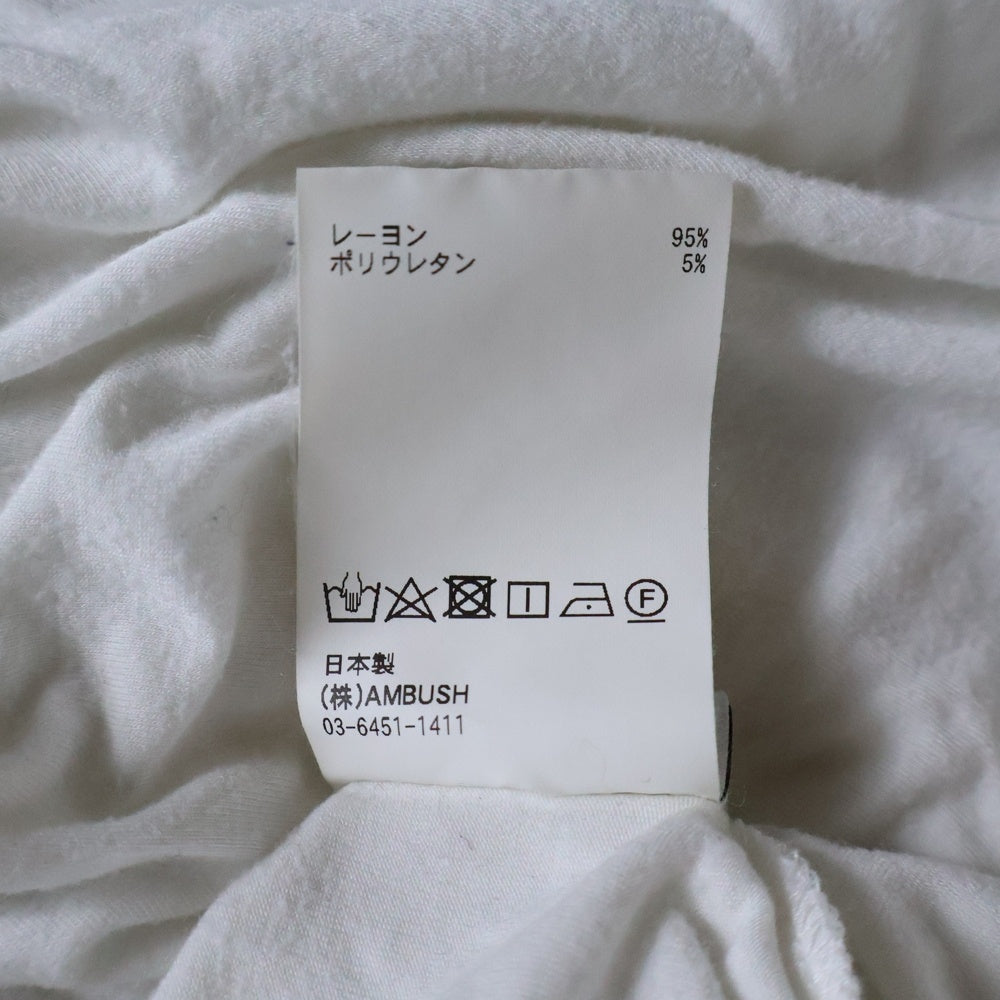 レーヨン 95%
ポリウレタン 5%
F
日本製
(株)AMBUSH
03-6451-1411